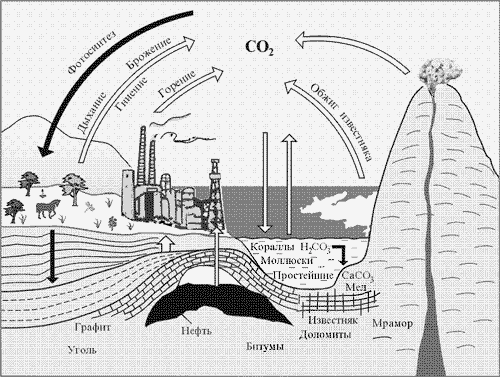 CO₂
Фотосинтез
Дыхание
Брожение
Гниение
Горение
Обжиг известняка
Кораллы H₂CO₃
Моллюски
Простейшие CaCO₃
Мел
Графит
Нефть
Известняк
Мрамор
Уголь
Битумы
Доломиты